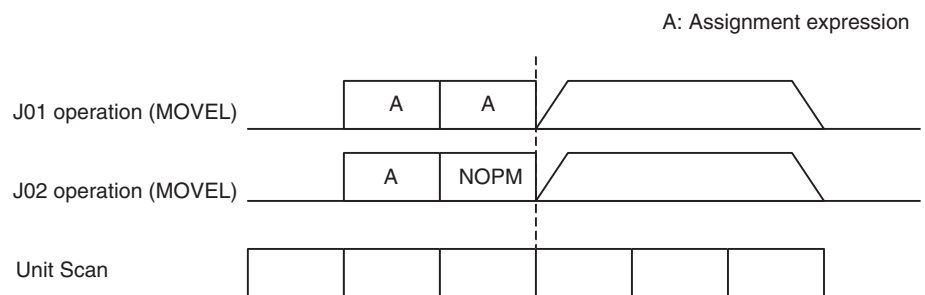 A: Assignment expression
J01 operation (MOVEL)
A
A
J02 operation (MOVEL)
A
NOPM
Unit Scan